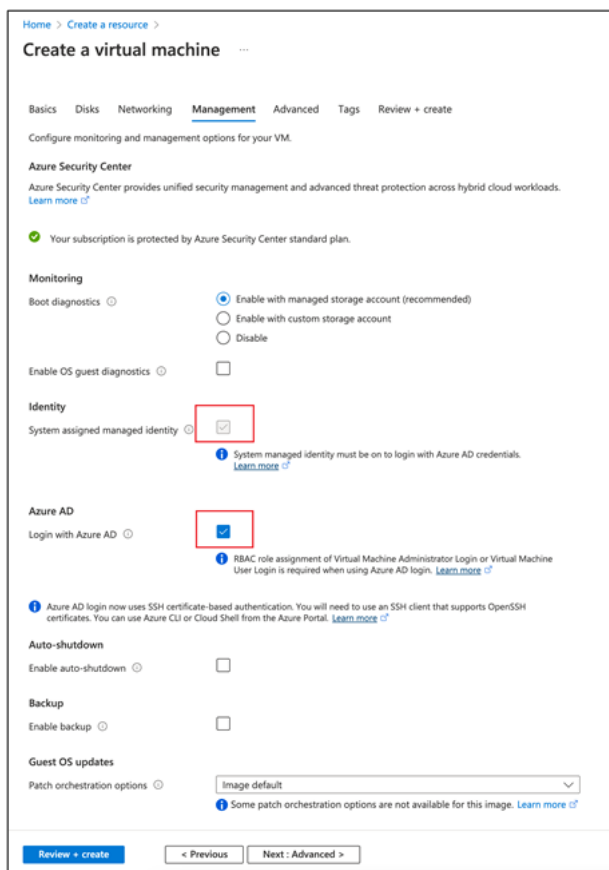 Home > Create a resource >
Create a virtual machine ...
Basics Disks Networking Management Advanced Tags Review + create
Configure monitoring and management options for your VM.
Azure Security Center
Azure Security Center provides unified security management and advanced threat protection across hybrid cloud workloads.
Learn more
Your subscription is protected by Azure Security Center standard plan.
Monitoring
Boot diagnostics
Enable with managed storage account (recommended)
Enable with custom storage account
Disable
Enable OS guest diagnostics
Identity
System assigned managed identity
System managed identity must be on to login with Azure AD credentials.
Learn more
Azure AD
Login with Azure AD
RBAC role assignment of Virtual Machine Administrator Login or Virtual Machine
User Login is required when using Azure AD login. Learn more
Azure AD login now uses SSH certificate-based authentication. You will need to use an SSH client that supports OpenSSH
certificates. You can use Azure CLI or Cloud Shell from the Azure Portal. Learn more
Auto-shutdown
Enable auto-shutdown
Backup
Enable backup
Guest OS updates
Patch orchestration options
Image default
Some patch orchestration options are not available for this image. Learn more
Review + create < Previous Next : Advanced >